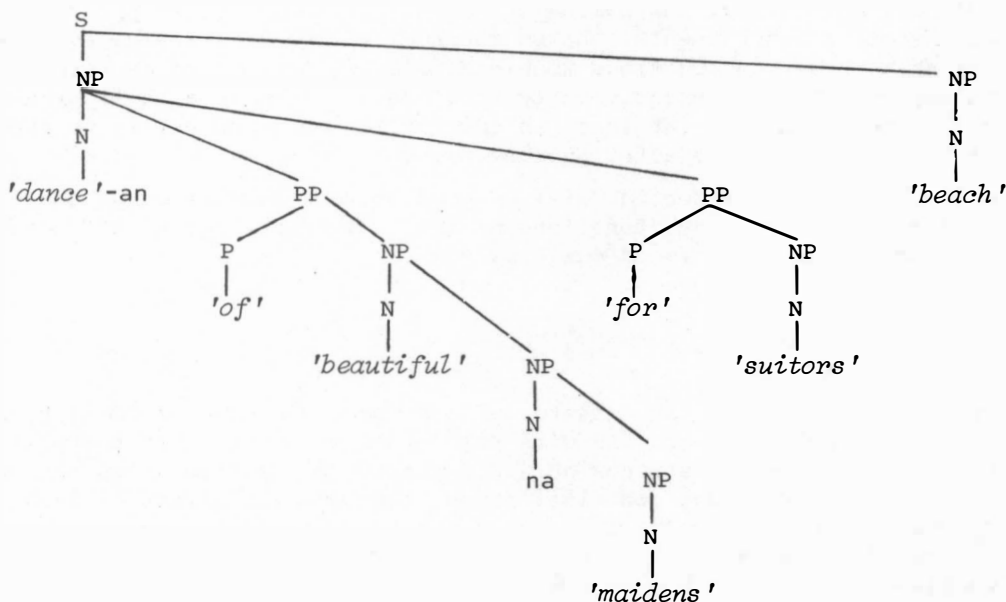 S
NP NP
N N
'dance'-an PP PP 'beach'
P NP P NP
'of' N 'for' N
'beautiful' NP 'suitors'
N
na NP
N
'maidens'